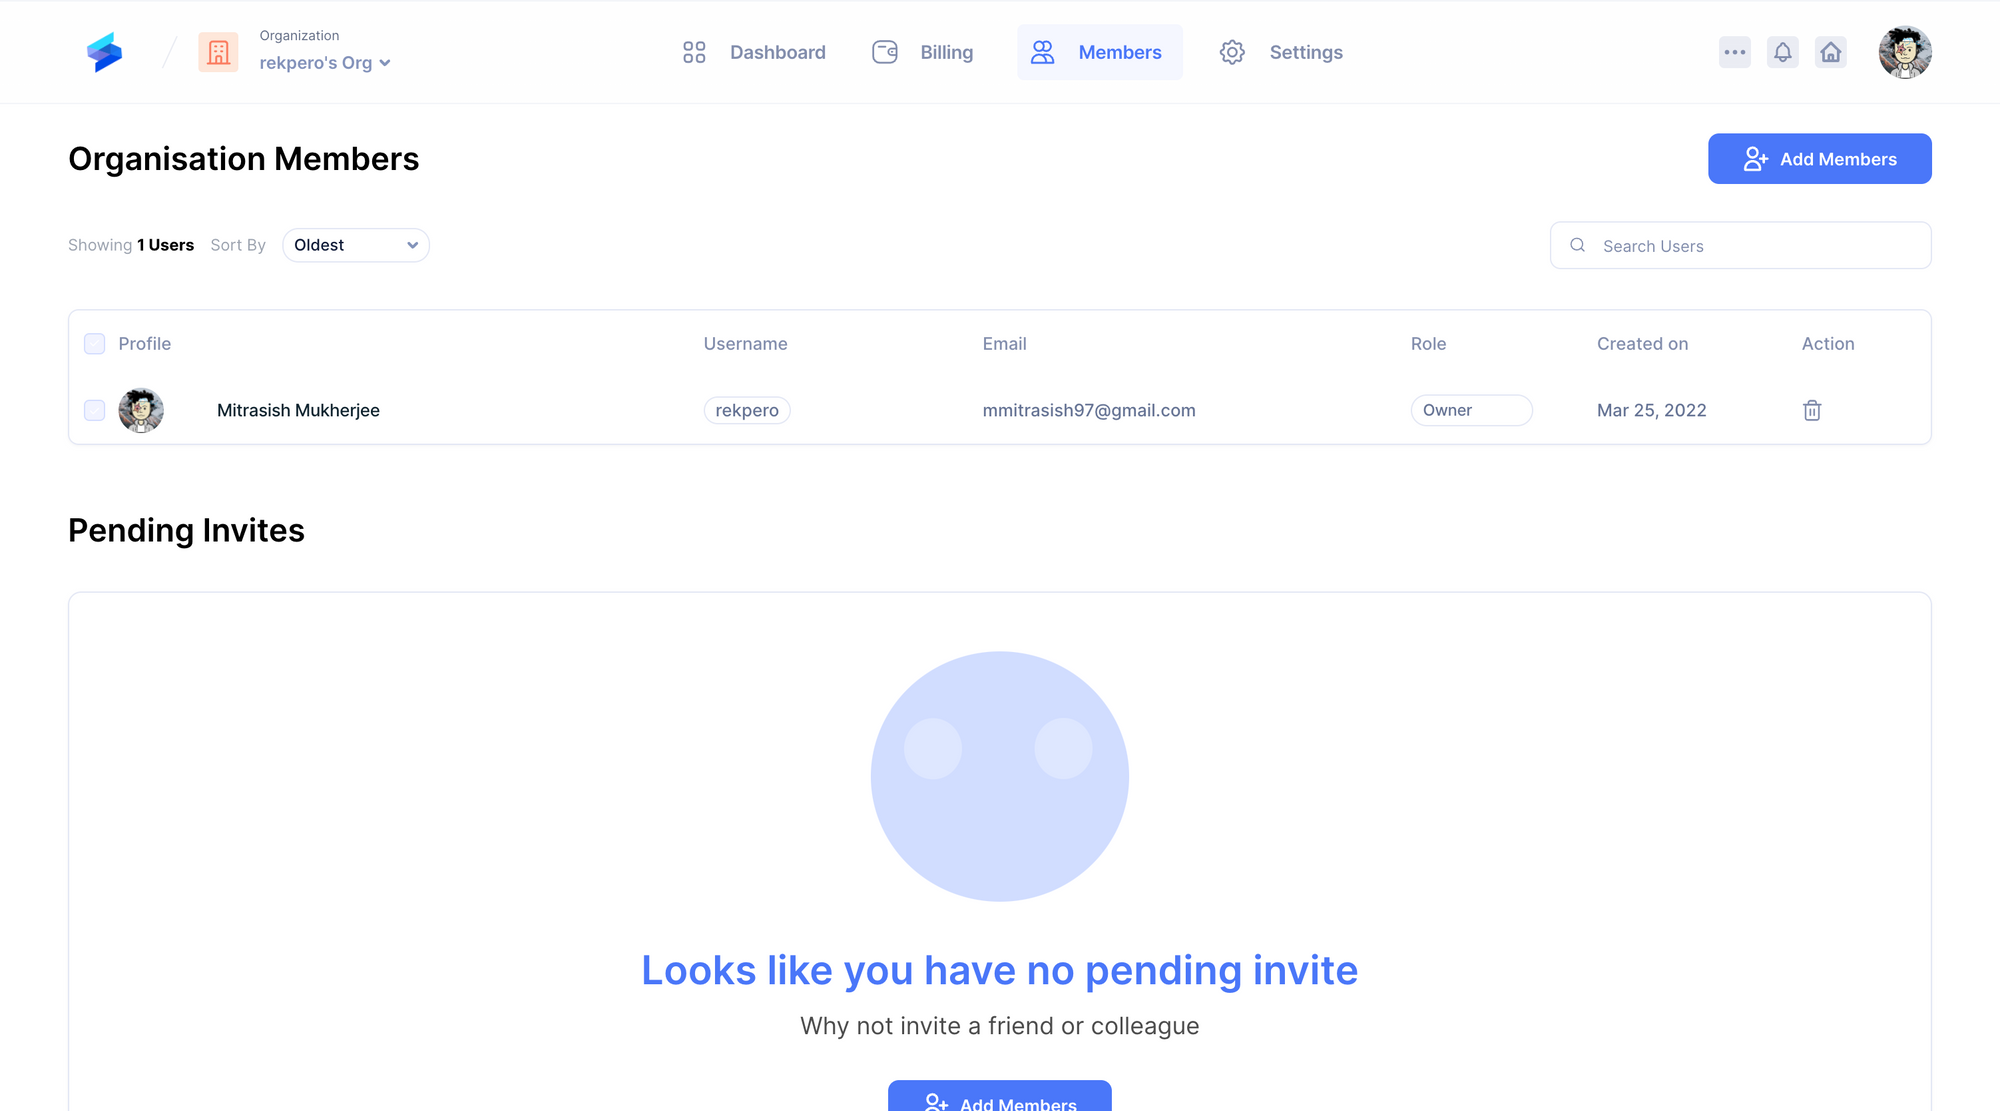 Organization
rekpero's Org
Dashboard
Billing
Members
Settings
Organisation Members
Add Members
Showing 1 Users Sort By Oldest
Search Users
Profile Username Email Role Created on Action
Mitrasish Mukherjee rekpero mmitrasish97@gmail.com Owner Mar 25, 2022
Pending Invites
Looks like you have no pending invite
Why not invite a friend or colleague
Add Members